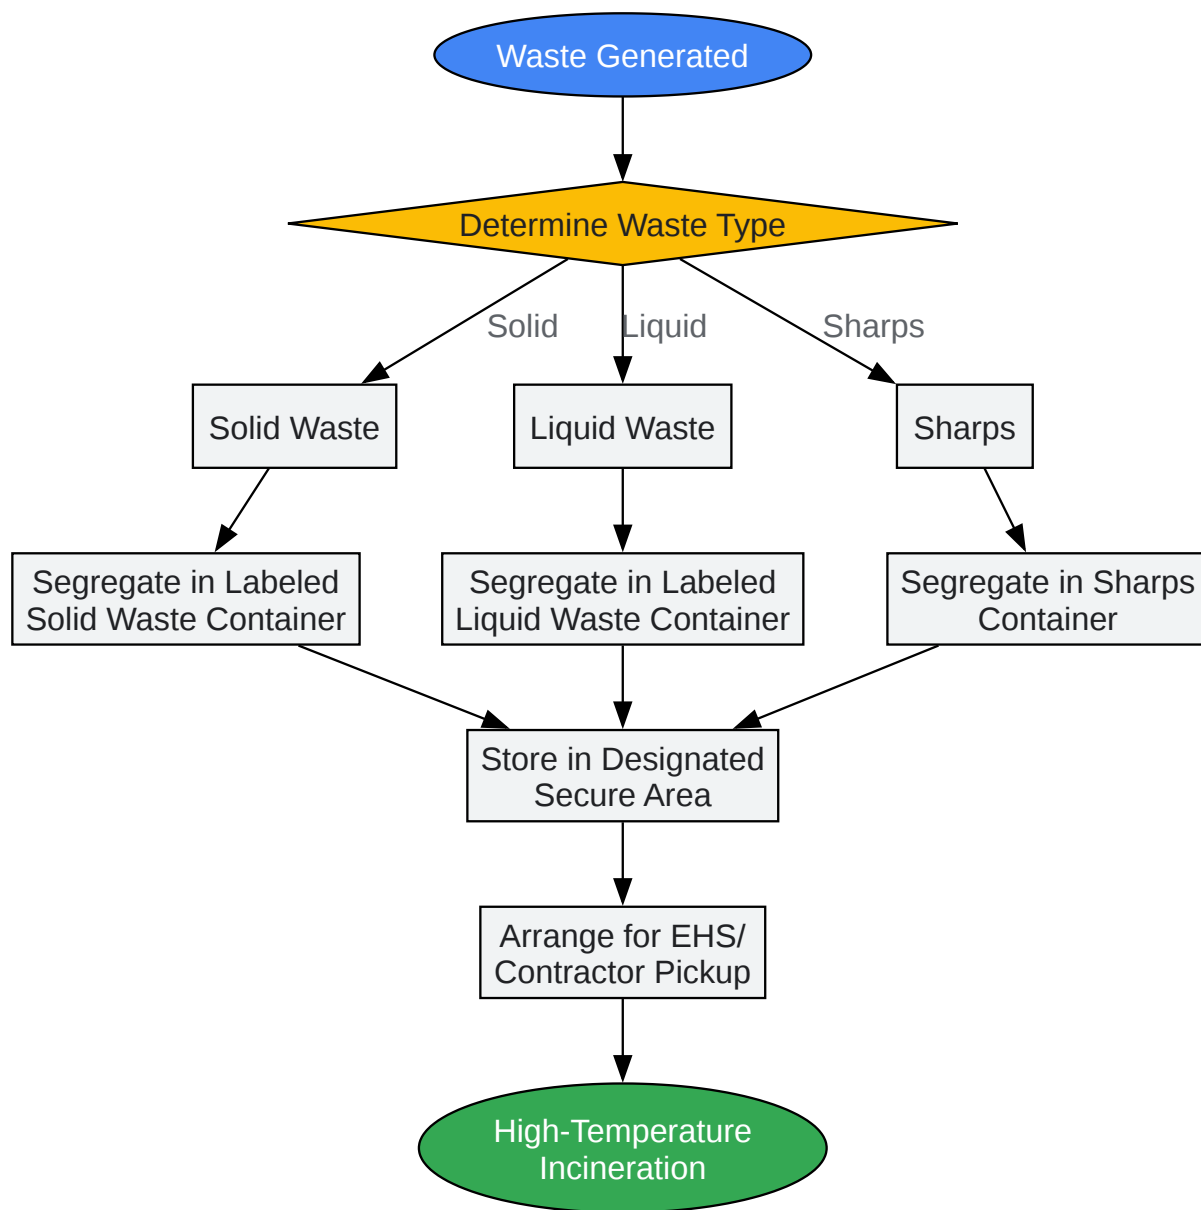 Waste Generated
Determine Waste Type
Solid
Liquid
Sharps
Solid Waste
Liquid Waste
Sharps
Segregate in Labeled
Solid Waste Container
Segregate in Labeled
Liquid Waste Container
Segregate in Sharps
Container
Store in Designated
Secure Area
Arrange for EHS/
Contractor Pickup
High-Temperature
Incineration